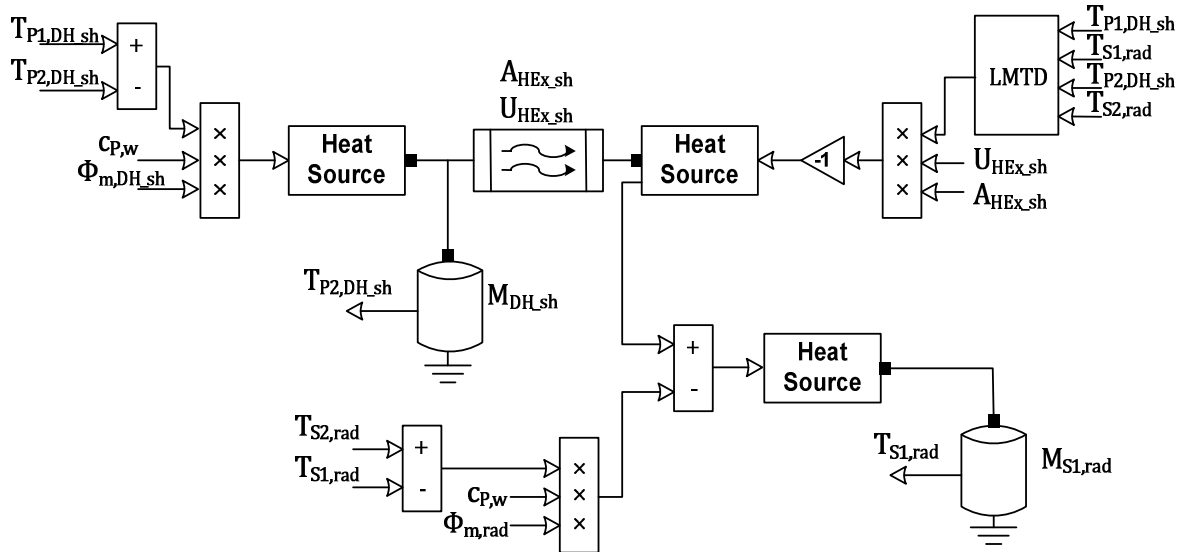 T_P1,DH_sh
+
T_P2,DH_sh
-
c_P,w
Φ_m,DH_sh
×
×
×
Heat
Source
A_HEx_sh
U_HEx_sh
Heat
Source
-1
×
×
×
LMTD
T_P1,DH_sh
T_S1,rad
T_P2,DH_sh
T_S2,rad
U_HEx_sh
A_HEx_sh
T_P2,DH_sh
M_DH_sh
+
-
Heat
Source
T_S2,rad
+
T_S1,rad
-
c_P,w
Φ_m,rad
×
×
×
T_S1,rad
M_S1,rad